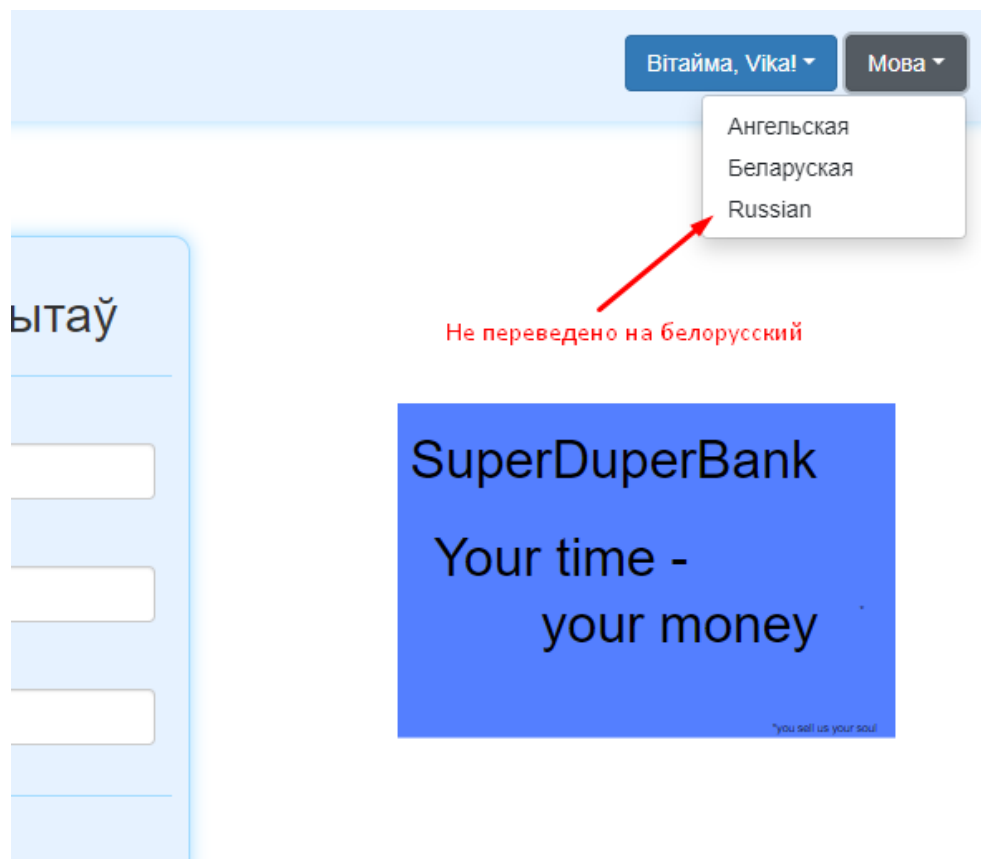 Вітайма, Vika!
Мова
Ангельская
Беларуская
Russian
ытаў
Не переведено на белорусский
SuperDuperBank
Your time -
your money
*
*you sell us your soul